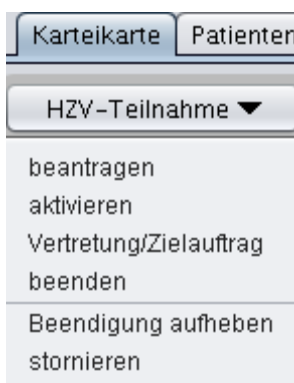 Karteikarte Patienten
HZV-Teilnahme
beantragen
aktivieren
Vertretung/Zielauftrag
beenden
Beendigung aufheben
stornieren